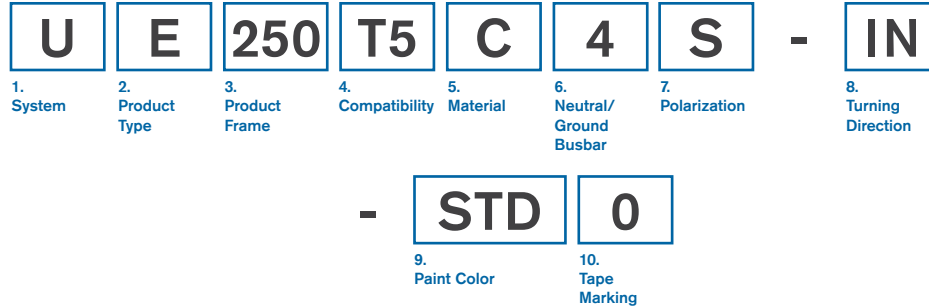 U E 250 T5 C 4 S - IN
1. 2. 3. 4. 5. 6. 7. 8.
System Product Product Compatibility Material Neutral/ Polarization Turning
Type Frame Ground Direction
Busbar
- STD 0
9. 10.
Paint Color Tape
Marking